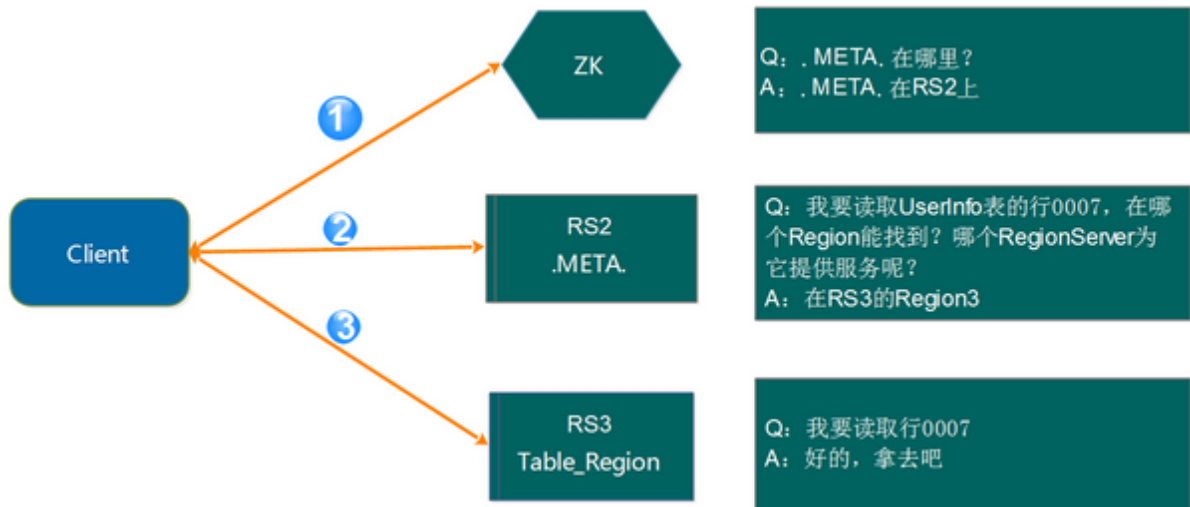 ZK
Q：.META.在哪里？
A：.META.在RS2上
1
Client
2
RS2
.META.
Q：我要读取UserInfo表的行0007，在哪
个Region能找到？哪个RegionServer为
它提供服务呢？
A：在RS3的Region3
3
RS3
Table_Region
Q：我要读取行0007
A：好的，拿去吧